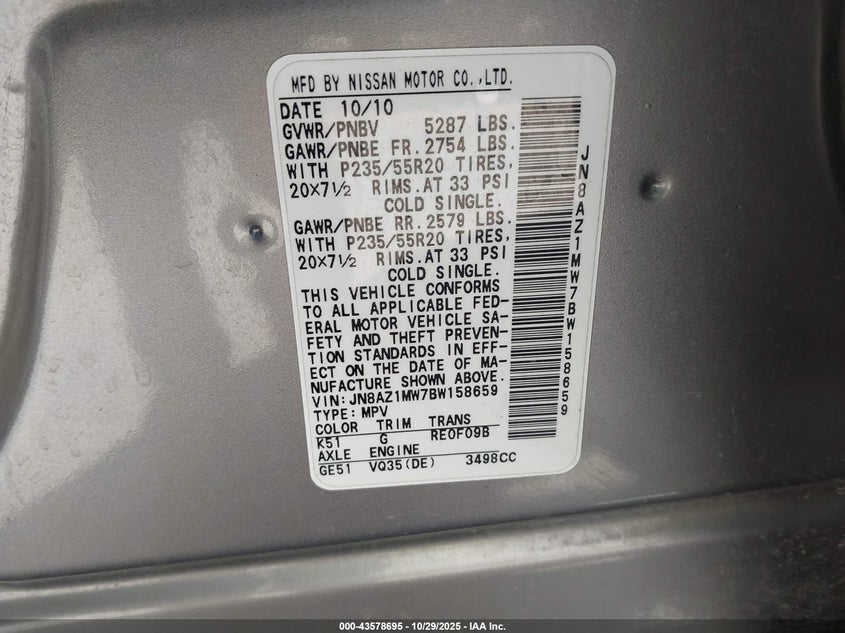 MFD BY NISSAN MOTOR CO.,LTD.
DATE 10/10
GVWR/PNBV 5287 LBS.
GAWR/PNBE FR. 2754 LBS.
WITH P235/55R20 TIRES,
20X7½ RIMS.AT 33 PSI
COLD SINGLE.
GAWR/PNBE RR. 2579 LBS.
WITH P235/55R20 TIRES,
20X7½ RIMS.AT 33 PSI
COLD SINGLE.
THIS VEHICLE CONFORMS
TO ALL APPLICABLE FED-
ERAL MOTOR VEHICLE SA-
FETY AND THEFT PREVEN-
TION STANDARDS IN EFF-
ECT ON THE DATE OF MA-
NUFACTURE SHOWN ABOVE.
VIN:JN8AZ1MW7BW158659
TYPE:MPV
COLOR TRIM TRANS
K51 G RE0F09B
AXLE ENGINE
GE51 VQ35(DE) 3498CC
JN8AZ1MW7BW158659
000-43578695 - 10/29/2025 - IAA Inc.